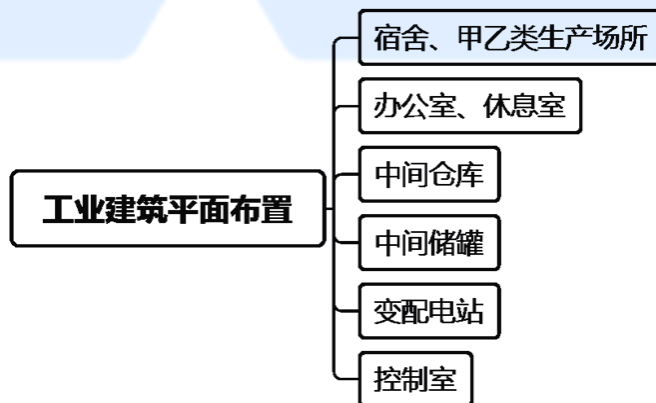 宿舍、甲乙类生产场所
办公室、休息室
中间仓库
工业建筑平面布置
中间储罐
变配电站
控制室